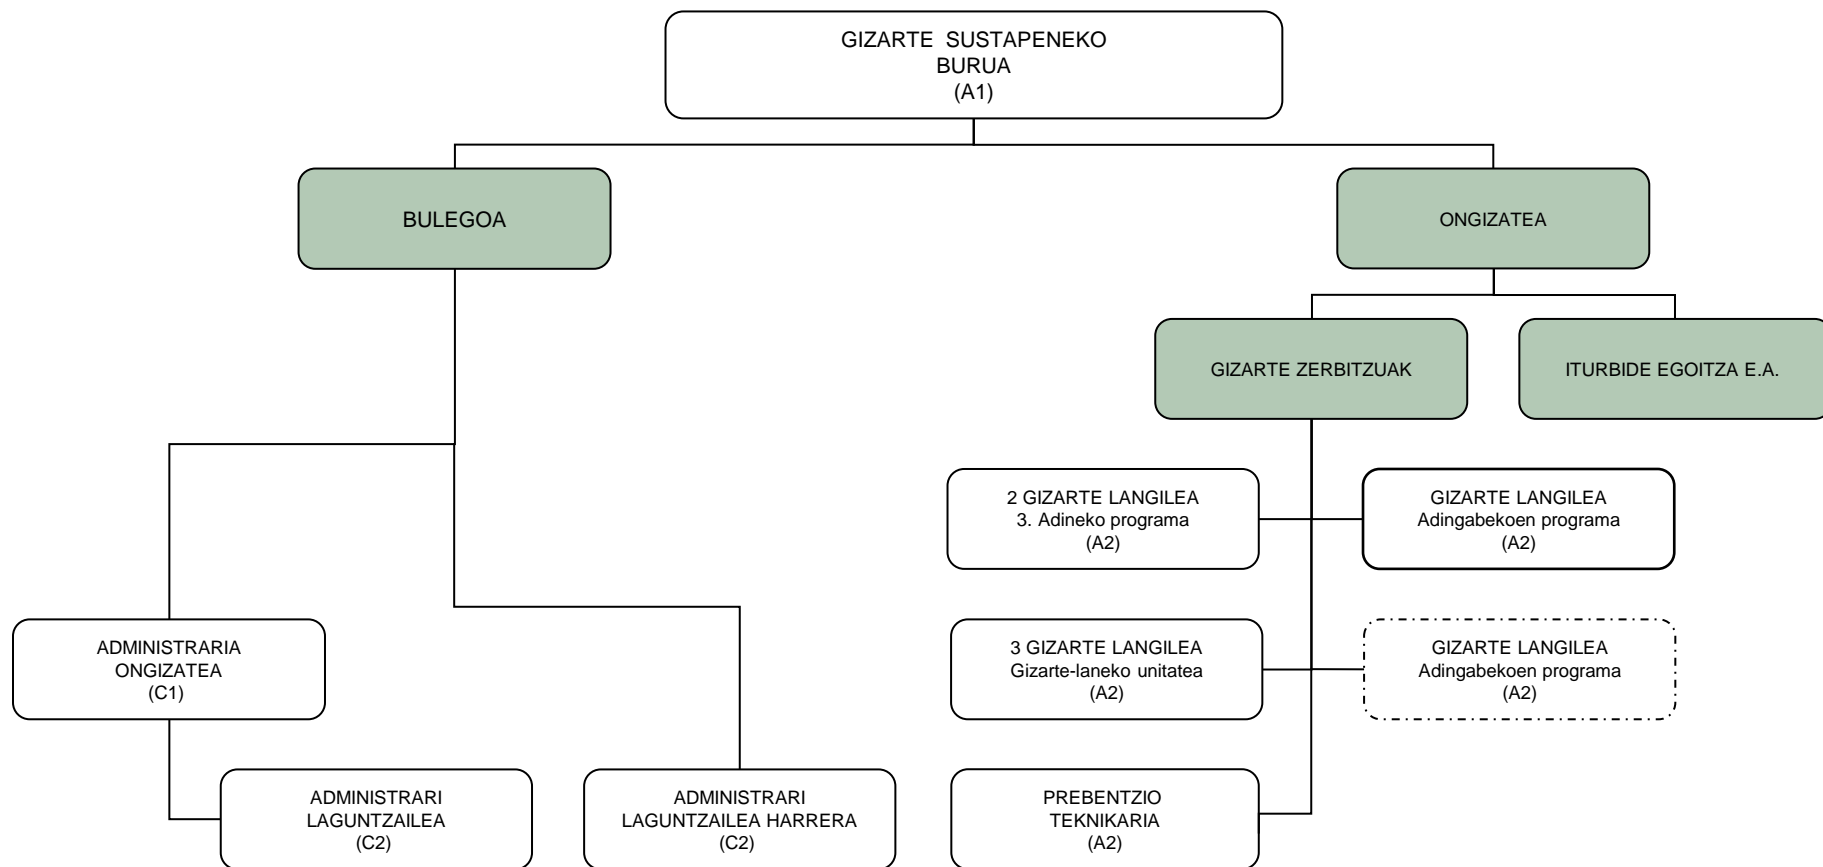 GIZARTE SUSTAPENEKO
BURUA
(A1)
BULEGOA
ONGIZATEA
GIZARTE ZERBITZUAK
ITURBIDE EGOITZA E.A.
2 GIZARTE LANGILEA
3. Adineko programa
(A2)
GIZARTE LANGILEA
Adingabekoen programa
(A2)
ADMINISTRARIA
ONGIZATEA
(C1)
3 GIZARTE LANGILEA
Gizarte-laneko unitatea
(A2)
GIZARTE LANGILEA
Adingabekoen programa
(A2)
ADMINISTRARI
LAGUNTZAILEA
(C2)
ADMINISTRARI
LAGUNTZAILEA HARRERA
(C2)
PREBENTZIO
TEKNIKARIA
(A2)